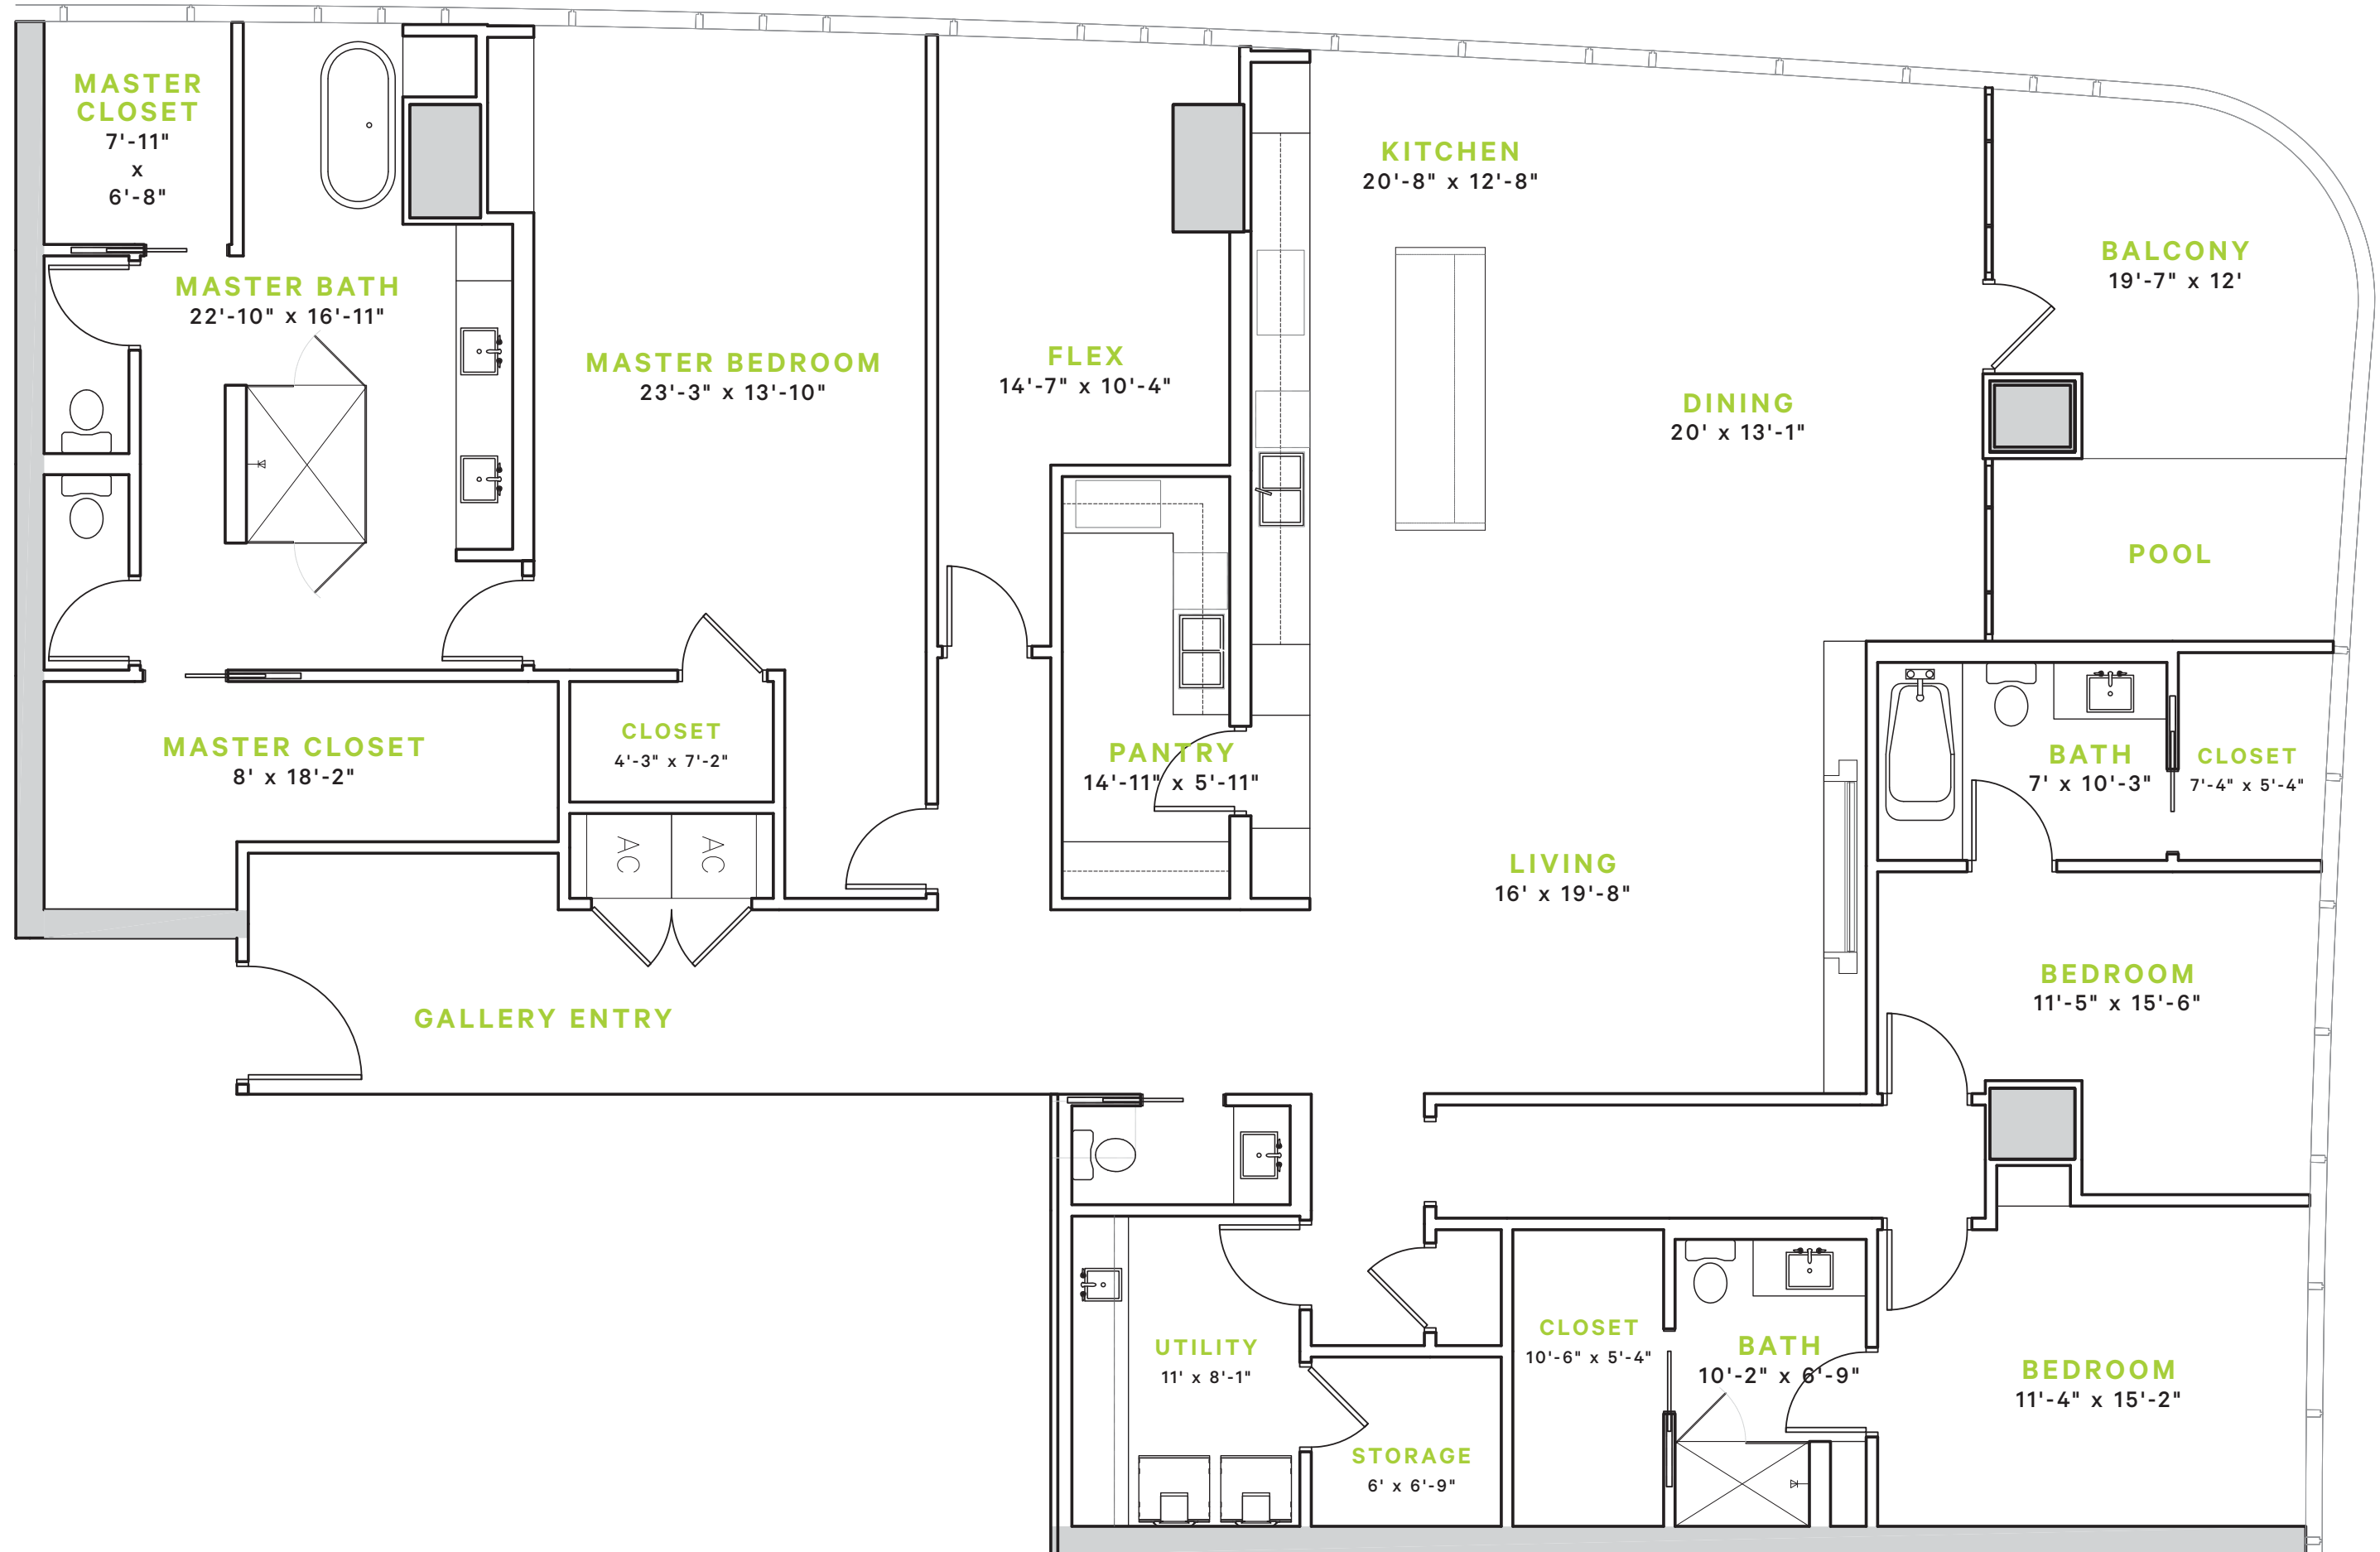 MASTER
CLOSET
7'-11"
x
6'-8"
MASTER BATH
22'-10" x 16'-11"
MASTER BEDROOM
23'-3" x 13'-10"
FLEX
14'-7" x 10'-4"
KITCHEN
20'-8" x 12'-8"
DINING
20' x 13'-1"
BALCONY
19'-7" x 12'
POOL
MASTER CLOSET
8' x 18'-2"
CLOSET
4'-3" x 7'-2"
AC
AC
PANTRY
14'-11" x 5'-11"
LIVING
16' x 19'-8"
BATH
7' x 10'-3"
CLOSET
7'-4" x 5'-4"
BEDROOM
11'-5" x 15'-6"
GALLERY ENTRY
UTILITY
11' x 8'-1"
STORAGE
6' x 6'-9"
CLOSET
10'-6" x 5'-4"
BATH
10'-2" x 6'-9"
BEDROOM
11'-4" x 15'-2"